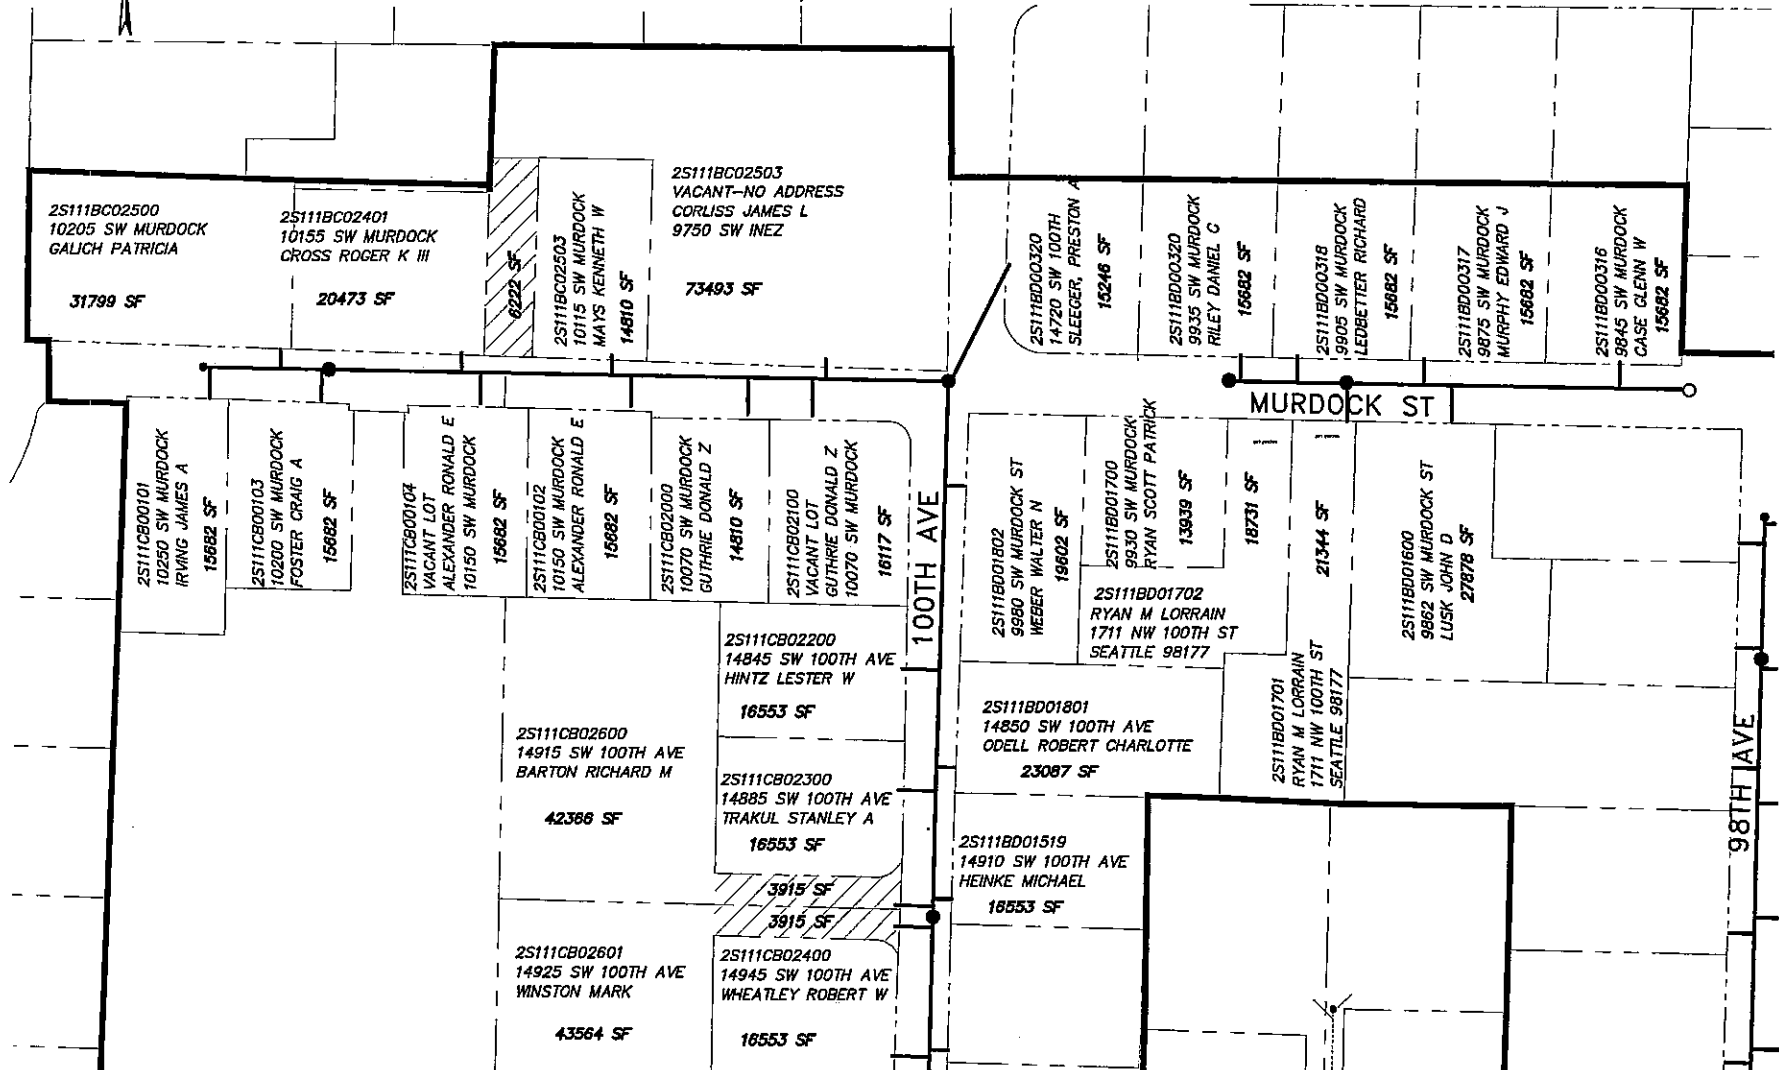 2S111BC02500
10205 SW MURDOCK
GALICH PATRICIA
31799 SF
2S111BC02401
10155 SW MURDOCK
CROSS ROGER K III
20473 SF
6222 SF
2S111BC02503
10115 SW MURDOCK
MAYS KENNETH W
14810 SF
2S111BC02503
VACANT-NO ADDRESS
CORLISS JAMES L
9750 SW INEZ
73493 SF
2S111BD00320
14720 SW 100TH
SLEEGER, PRESTON A
15246 SF
2S111BD00320
9935 SW MURDOCK
RILEY DANIEL C
15682 SF
2S111BD00318
9905 SW MURDOCK
LEDBETTER RICHARD
15682 SF
2S111BD00317
9875 SW MURDOCK
MURPHY EDWARD J
15682 SF
2S111BD00316
9845 SW MURDOCK
CASE GLENN W
15682 SF
MURDOCK ST
2S111CB00101
10250 SW MURDOCK
IRVING JAMES A
15682 SF
2S111CB00103
10200 SW MURDOCK
FOSTER CRAIG A
15682 SF
2S111CB00104
VACANT LOT
ALEXANDER RONALD E
10150 SW MURDOCK
15682 SF
2S111CB00102
10150 SW MURDOCK
ALEXANDER RONALD E
15682 SF
2S111CB02000
10070 SW MURDOCK
GUTHRIE DONALD Z
14810 SF
2S111CB02100
VACANT LOT
GUTHRIE DONALD Z
10070 SW MURDOCK
16117 SF
100TH AVE
2S111BD01802
9980 SW MURDOCK ST
WEBER WALTER N
19602 SF
2S111BD01700
9930 SW MURDOCK
RYAN SCOTT PATRICK
13939 SF
18731 SF
21344 SF
2S111BD01600
9862 SW MURDOCK ST
LUSK JOHN D
27878 SF
2S111BD01702
RYAN M LORRAIN
1711 NW 100TH ST
SEATTLE 98177
2S111BD01701
RYAN M LORRAIN
1711 NW 100TH ST
SEATTLE 98177
2S111CB02200
14845 SW 100TH AVE
HINTZ LESTER W
16553 SF
2S111BD01801
14850 SW 100TH AVE
ODELL ROBERT CHARLOTTE
23087 SF
98TH AVE
2S111CB02600
14915 SW 100TH AVE
BARTON RICHARD M
42366 SF
2S111CB02300
14885 SW 100TH AVE
TRAKUL STANLEY A
16553 SF
2S111BD01519
14910 SW 100TH AVE
HEINKE MICHAEL
16553 SF
3915 SF
3915 SF
2S111CB02601
14925 SW 100TH AVE
WINSTON MARK
43564 SF
2S111CB02400
14945 SW 100TH AVE
WHEATLEY ROBERT W
16553 SF